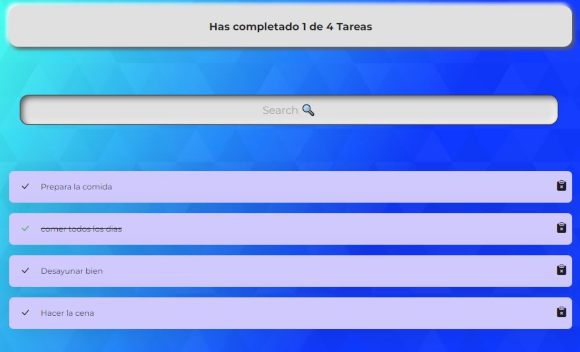 Has completado 1 de 4 Tareas
Search 🔍
Prepara la comida
comer todos los dias
Desayunar bien
Hacer la cena